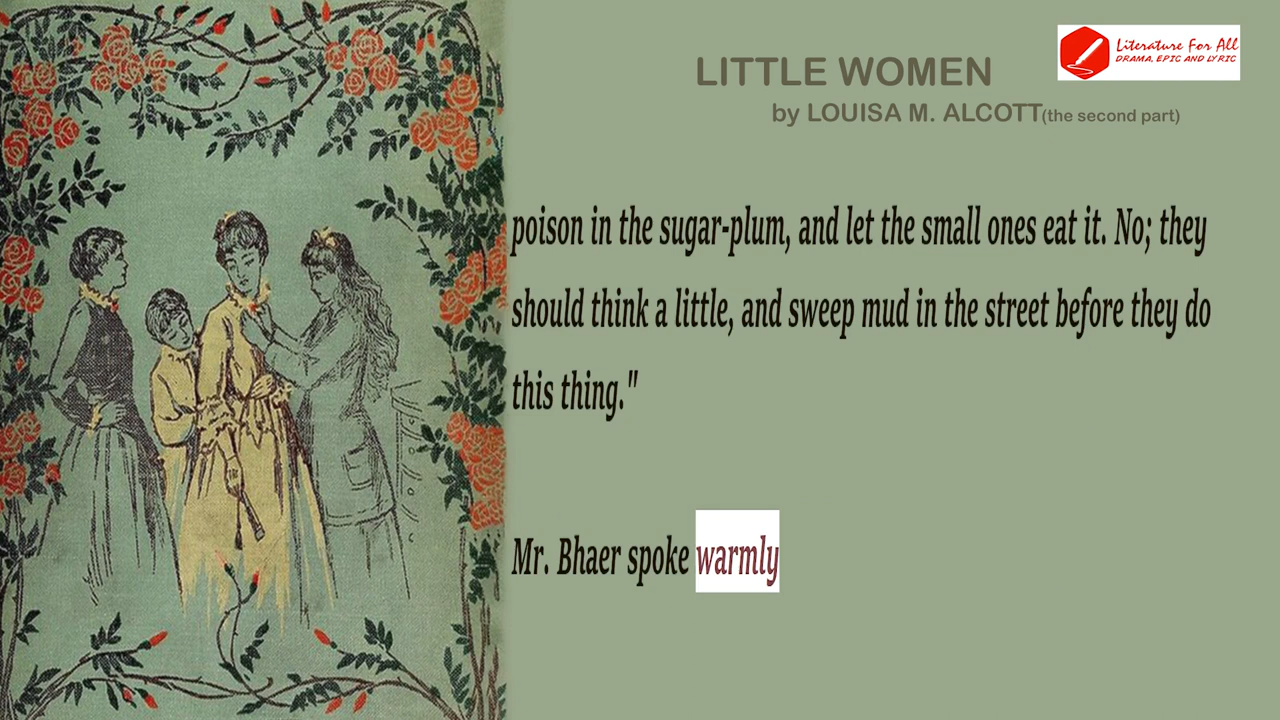 LITTLE WOMEN
by LOUISA M. ALCOTT(the second part)
Literature For All
DRAMA, EPIC AND LYRIC
poison in the sugar-plum, and let the small ones eat it. No; they
should think a little, and sweep mud in the street before they do
this thing."
Mr. Bhaer spoke warmly